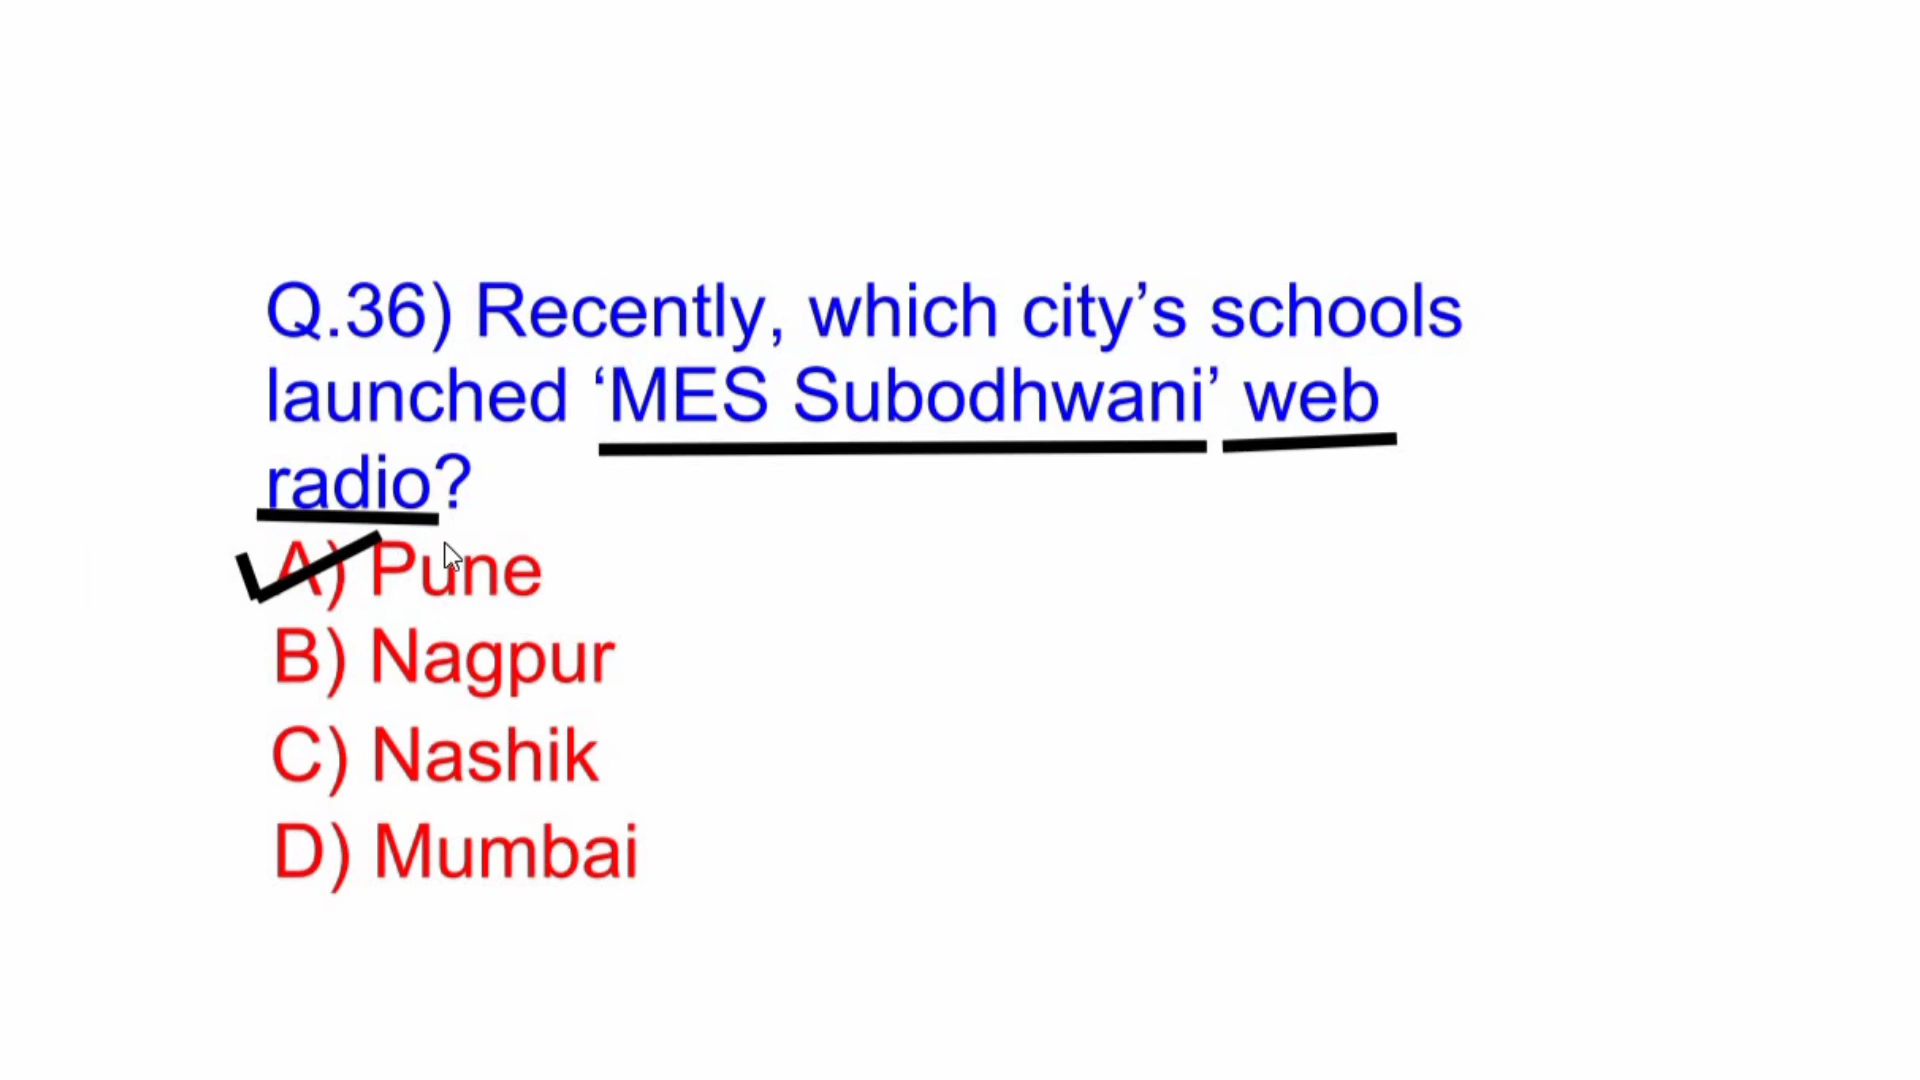 Q.36) Recently, which city’s schools
launched ‘MES Subodhwani’ web
radio?
A) Pune
B) Nagpur
C) Nashik
D) Mumbai